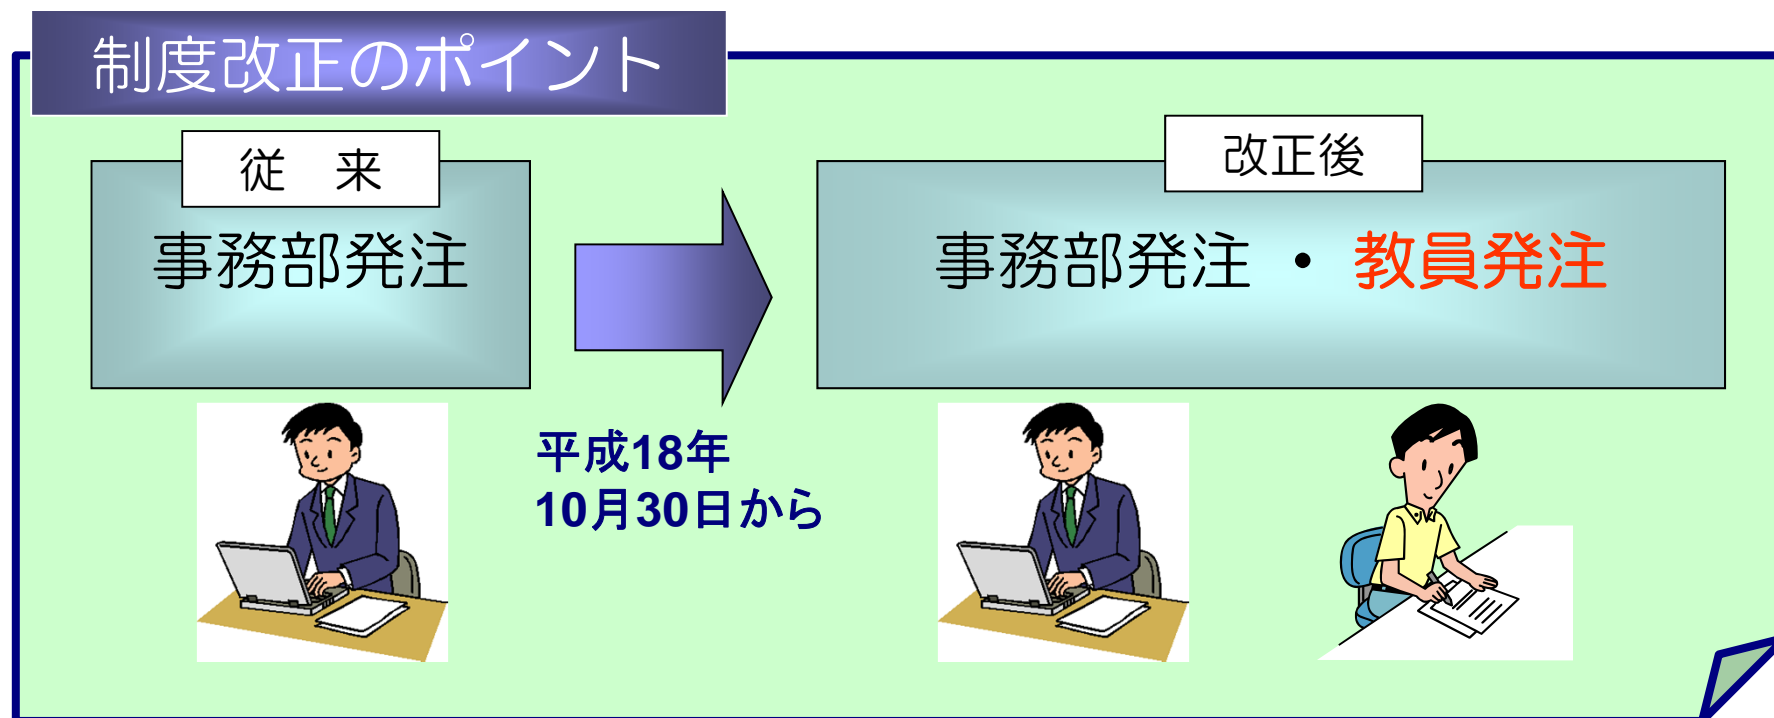 制度改正のポイント
従　来
事務部発注
平成18年
10月30日から
改正後
事務部発注 ・ 教員発注